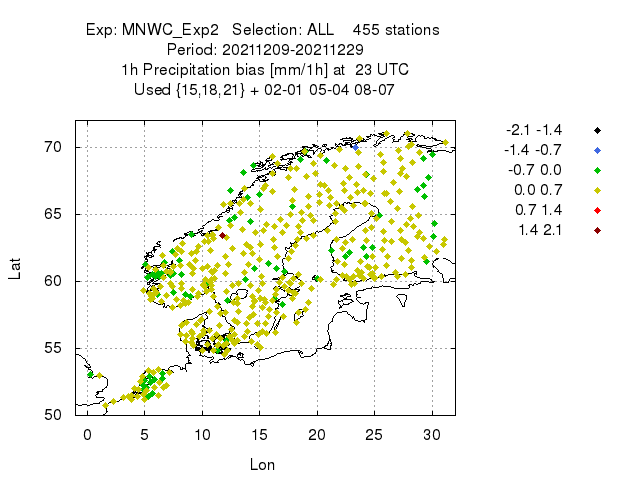 Exp: MNWC_Exp2 Selection: ALL 455 stations
Period: 20211209-20211229
1h Precipitation bias [mm/1h] at 23 UTC
Used {15,18,21} + 02-01 05-04 08-07
-2.1 -1.4
-1.4 -0.7
-0.7 0.0
0.0 0.7
0.7 1.4
1.4 2.1
70
65
60
55
50
Lat
0 5 10 15 20 25 30
Lon